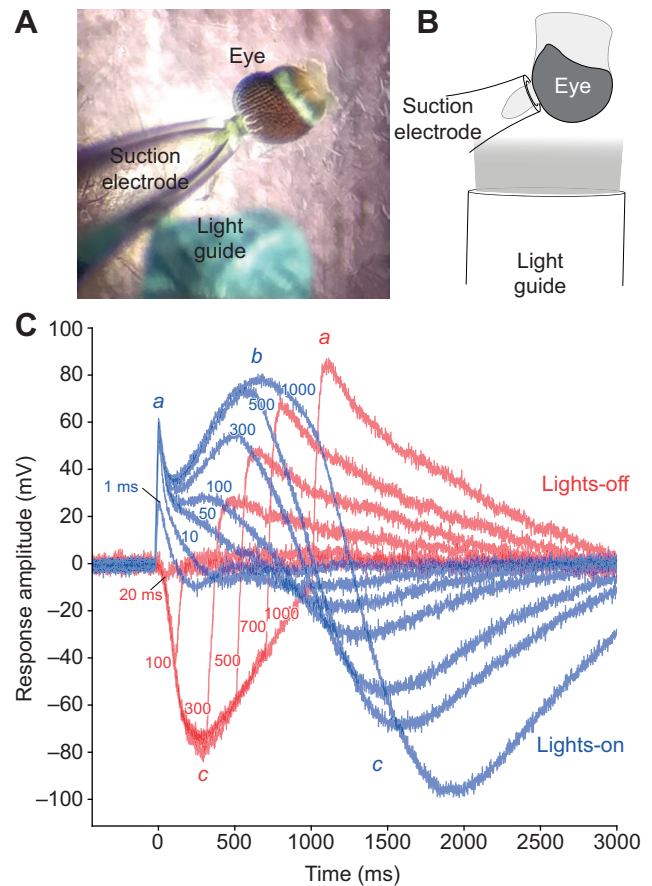 A
Eye
Suction
electrode
Light
guide
B
Eye
Suction
electrode
Light
guide
C
100
80
60
40
20
0
–20
–40
–60
–80
–100
Response amplitude (mV)
0
500
1000
1500
2000
2500
3000
Time (ms)
a
b
a
1000
500
300
100
50
10
1 ms
Lights-off
20 ms
100
300
500
700
1000
c
c
Lights-on